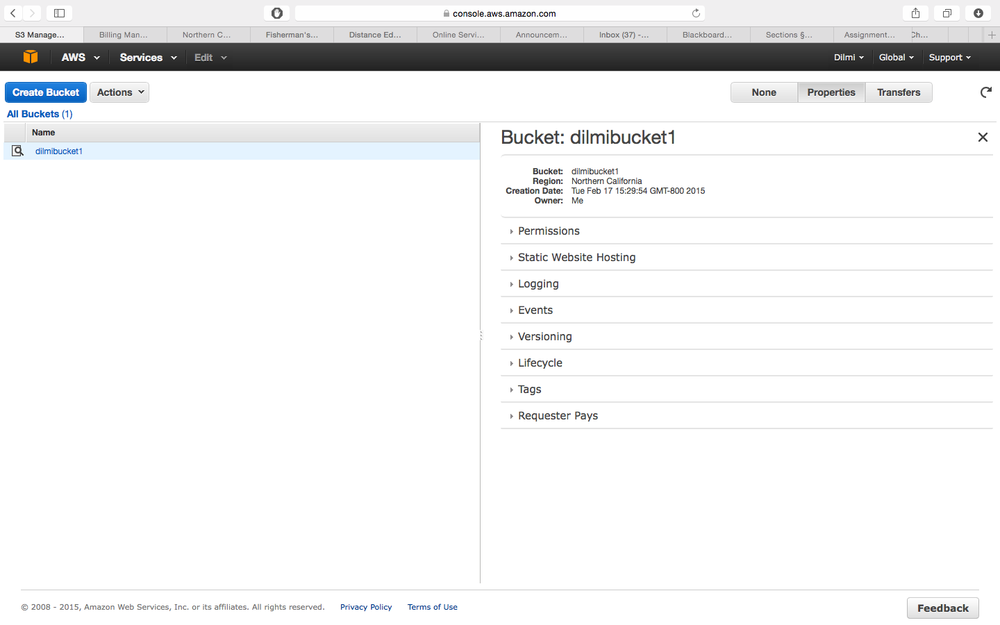 console.aws.amazon.com
S3 Manage... Billing Man... Northern C... Fisherman's... Distance Ed... Online Servi... Announcem... Inbox (37) -... Blackboard... Sections §... Assignment... Ch...
AWS Services Edit Dilmi Global Support
Create Bucket Actions None Properties Transfers
All Buckets (1)
Name
dilmibucket1
Bucket: dilmibucket1
Bucket: dilmibucket1
Region: Northern California
Creation Date: Tue Feb 17 15:29:54 GMT-800 2015
Owner: Me
Permissions
Static Website Hosting
Logging
Events
Versioning
Lifecycle
Tags
Requester Pays
© 2008 - 2015, Amazon Web Services, Inc. or its affiliates. All rights reserved. Privacy Policy Terms of Use Feedback